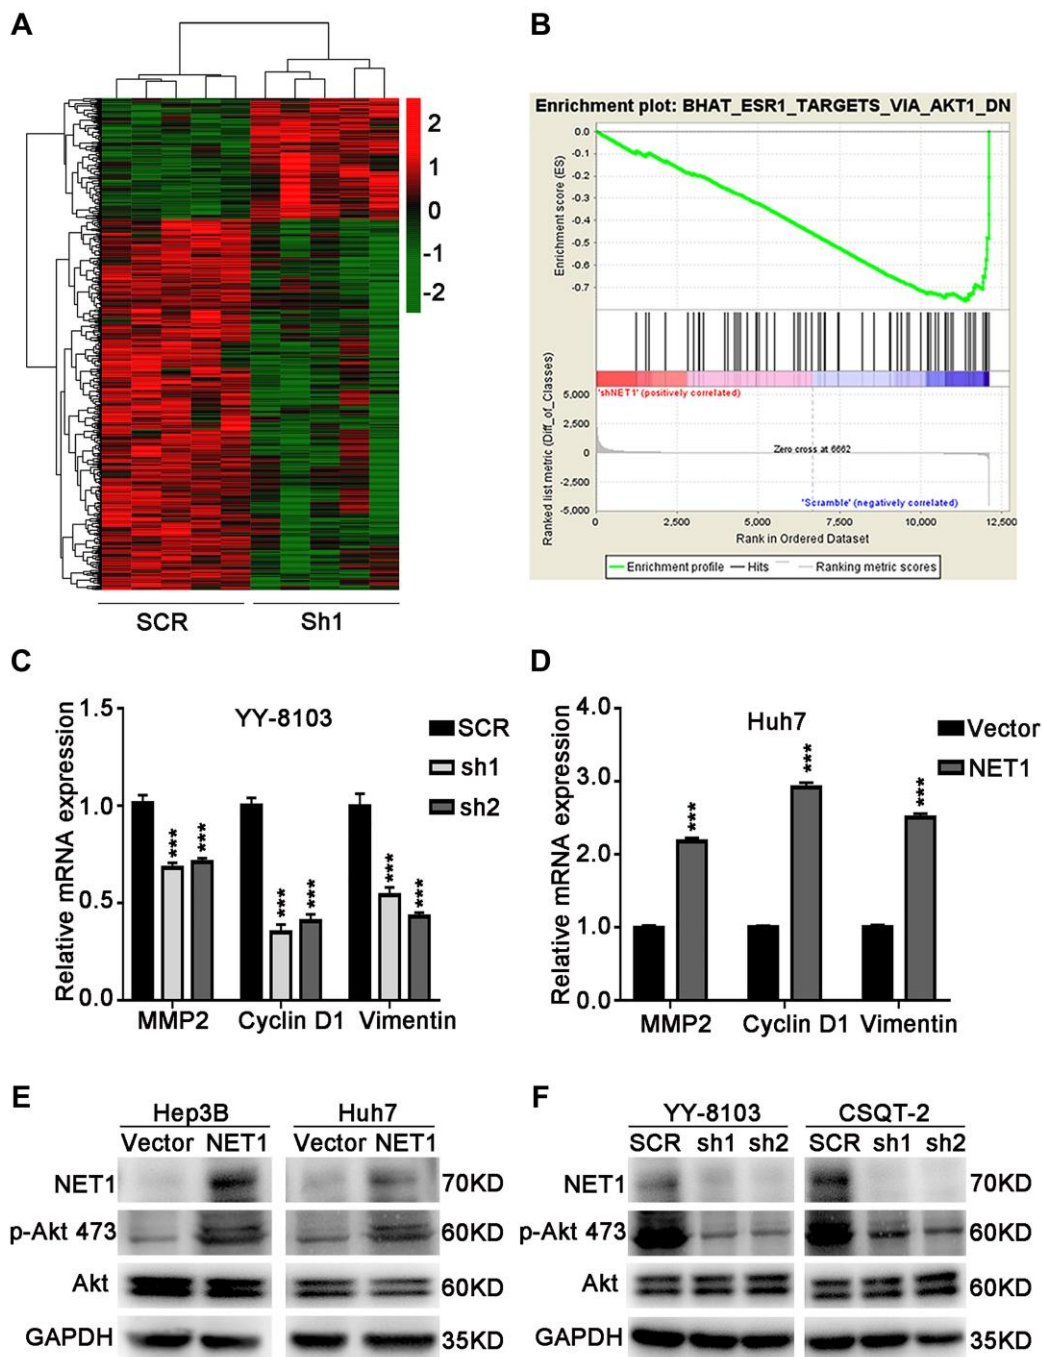 A
2
1
0
-1
-2
SCR Sh1
B
Enrichment plot: BHAT_ESR1_TARGETS_VIA_AKT1_DN
Enrichment score (ES)
0.0
-0.1
-0.2
-0.3
-0.4
-0.5
-0.6
-0.7
Ranked list metric (Diff_of_Classes)
'shNET1' (positively correlated)
5,000
2,500
0
-2,500
-5,000
Zero cross at 6662
'Scramble' (negatively correlated)
0 2,500 5,000 7,500 10,000 12,500
Rank in Ordered Dataset
Enrichment profile Hits Ranking metric scores
C
YY-8103
Relative mRNA expression
1.5
1.0
0.5
0.0
SCR
sh1
sh2
*** *** *** *** *** ***
MMP2 Cyclin D1 Vimentin
D
Huh7
Relative mRNA expression
4.0
3.0
2.0
1.0
0.0
Vector
NET1
*** *** ***
MMP2 Cyclin D1 Vimentin
E
Hep3B Huh7
Vector NET1 Vector NET1
NET1 70KD
p-Akt 473 60KD
Akt 60KD
GAPDH 35KD
F
YY-8103 CSQT-2
SCR sh1 sh2 SCR sh1 sh2
NET1 70KD
p-Akt 473 60KD
Akt 60KD
GAPDH 35KD